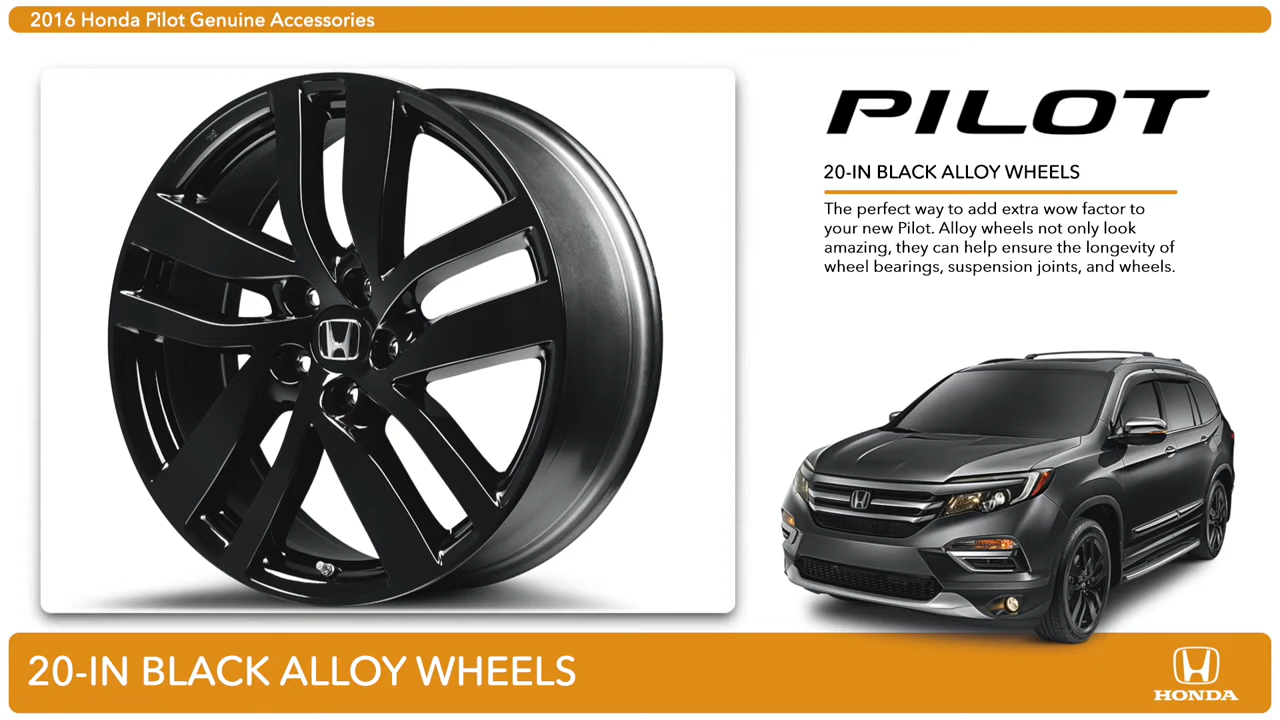 2016 Honda Pilot Genuine Accessories
PILOT
20-IN BLACK ALLOY WHEELS
The perfect way to add extra wow factor to
your new Pilot. Alloy wheels not only look
amazing, they can help ensure the longevity of
wheel bearings, suspension joints, and wheels.
20-IN BLACK ALLOY WHEELS
HONDA